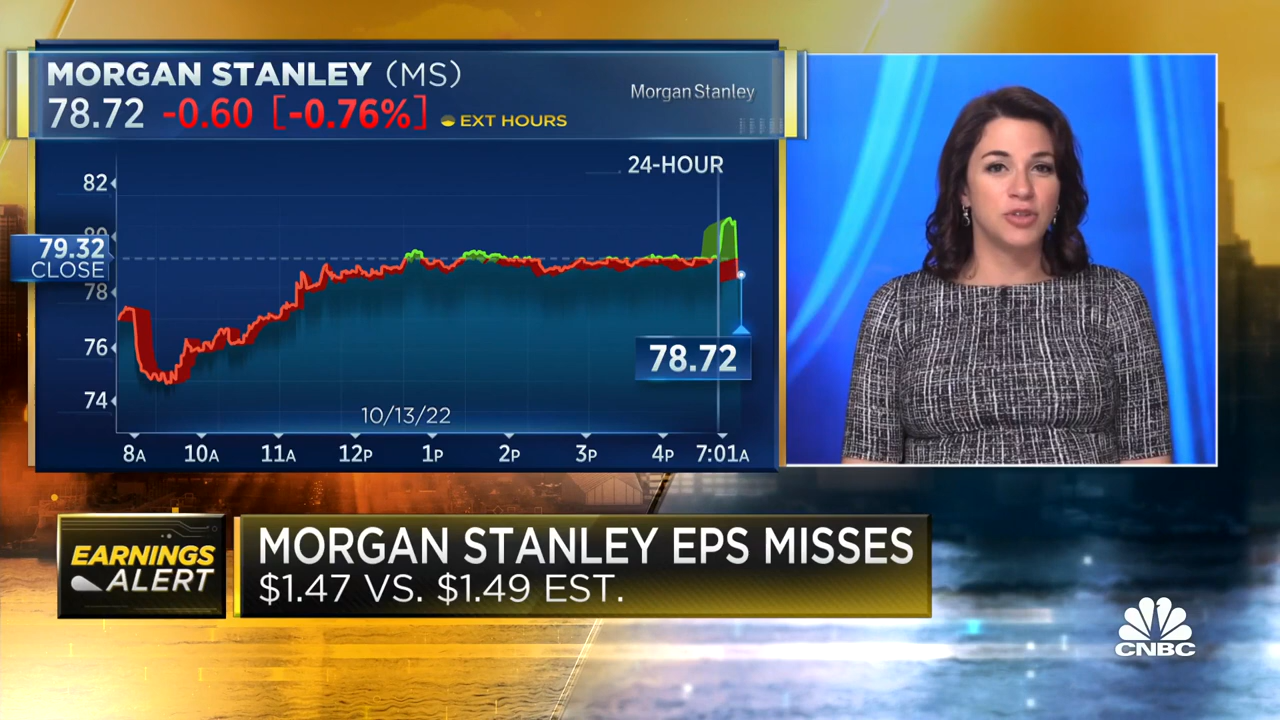 MORGAN STANLEY (MS)
78.72 -0.60 [-0.76%] EXT HOURS
Morgan Stanley
24-HOUR
82
80
79.32
CLOSE
78
76
74
78.72
10/13/22
8A 10A 11A 12P 1P 2P 3P 4P 7:01A
EARNINGS
ALERT
MORGAN STANLEY EPS MISSES
$1.47 VS. $1.49 EST.
CNBC